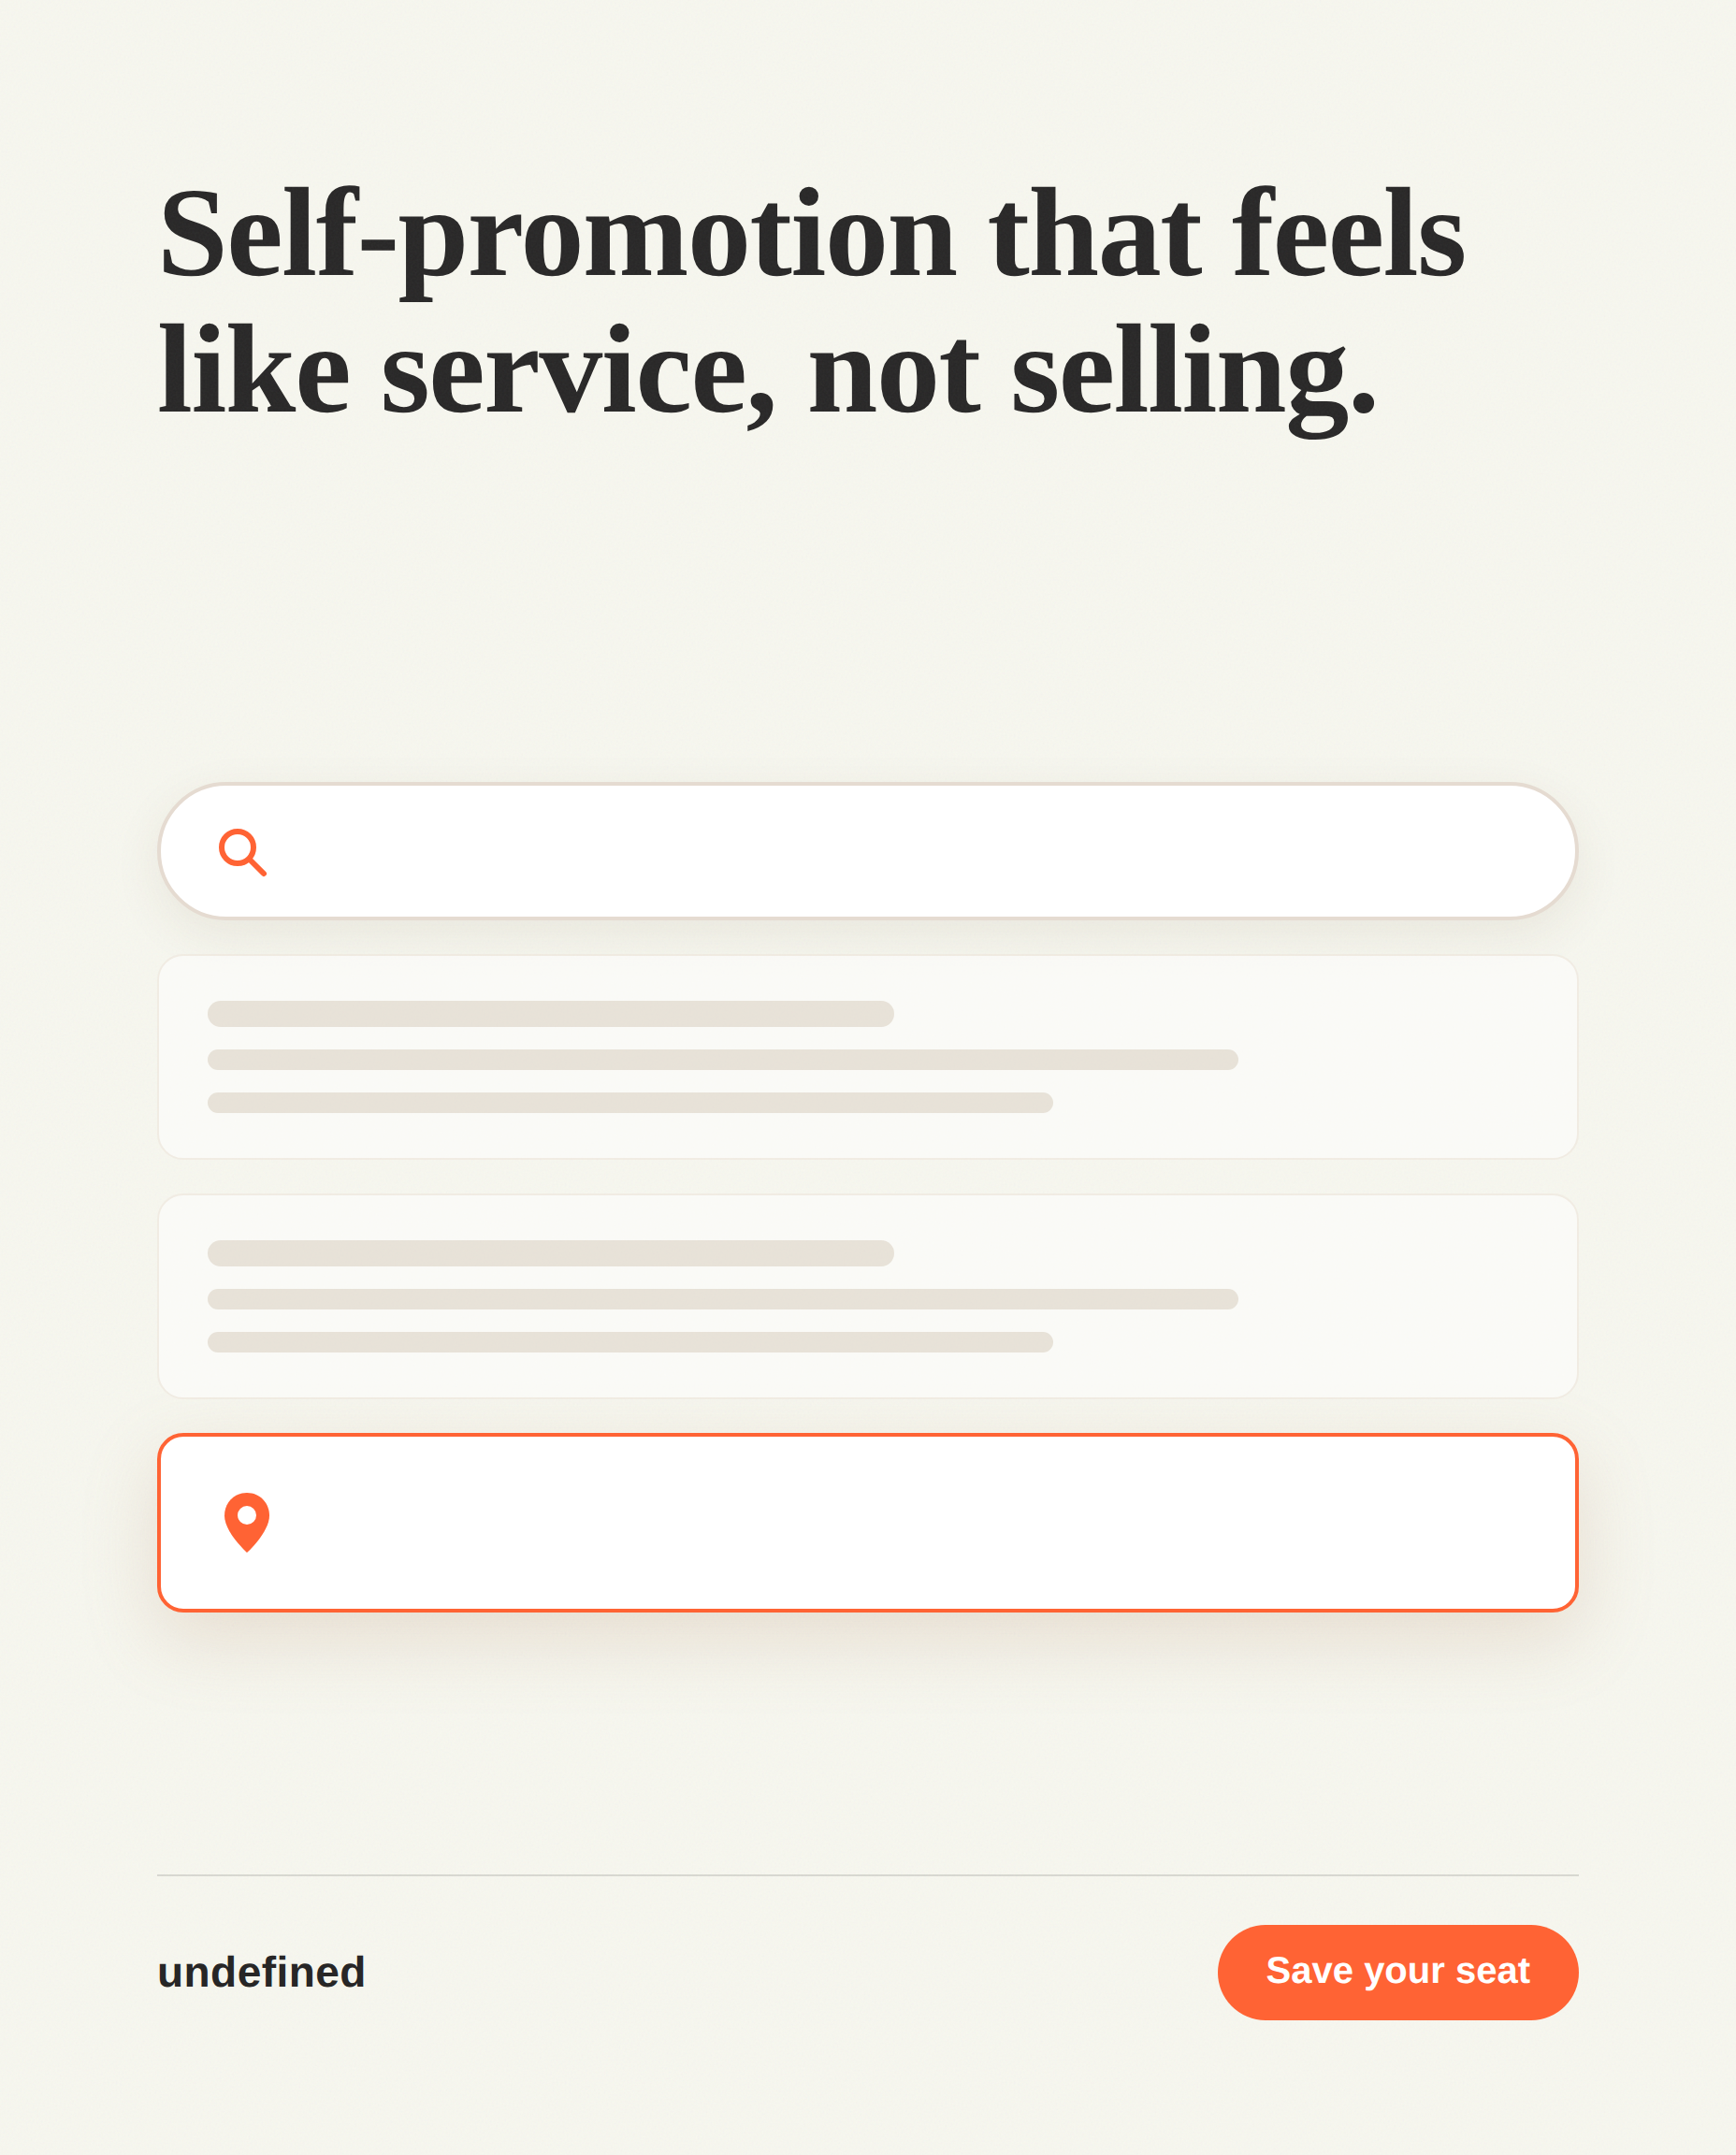 Self-promotion that feels
like service, not selling.
undefined
Save your seat